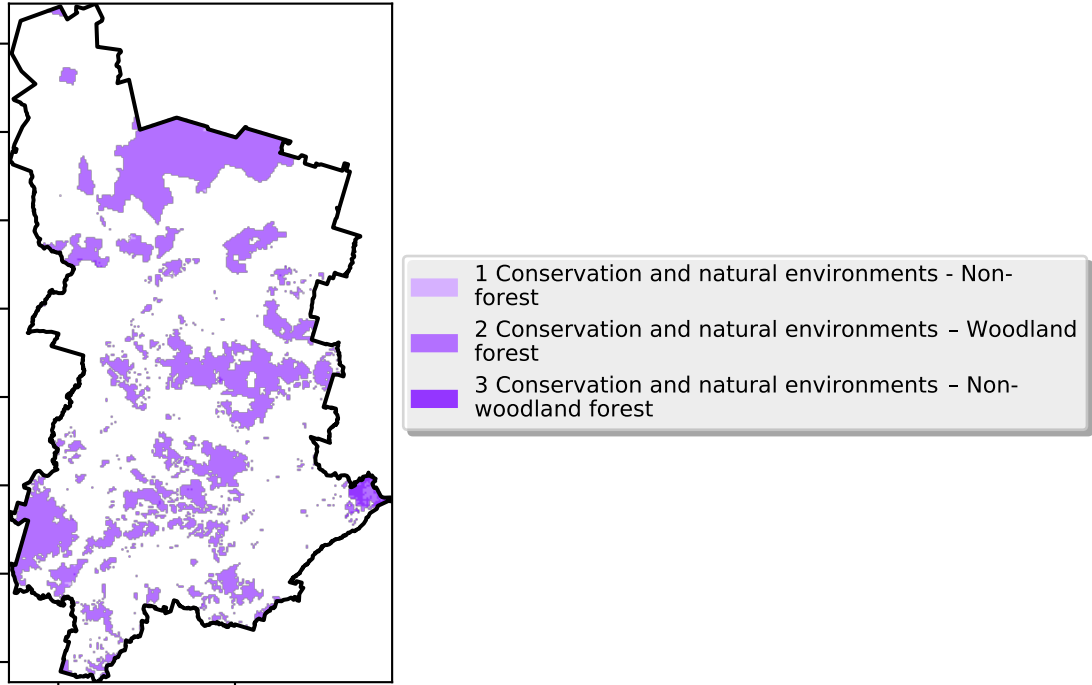 1 Conservation and natural environments - Non-
forest
2 Conservation and natural environments – Woodland
forest
3 Conservation and natural environments – Non-
woodland forest